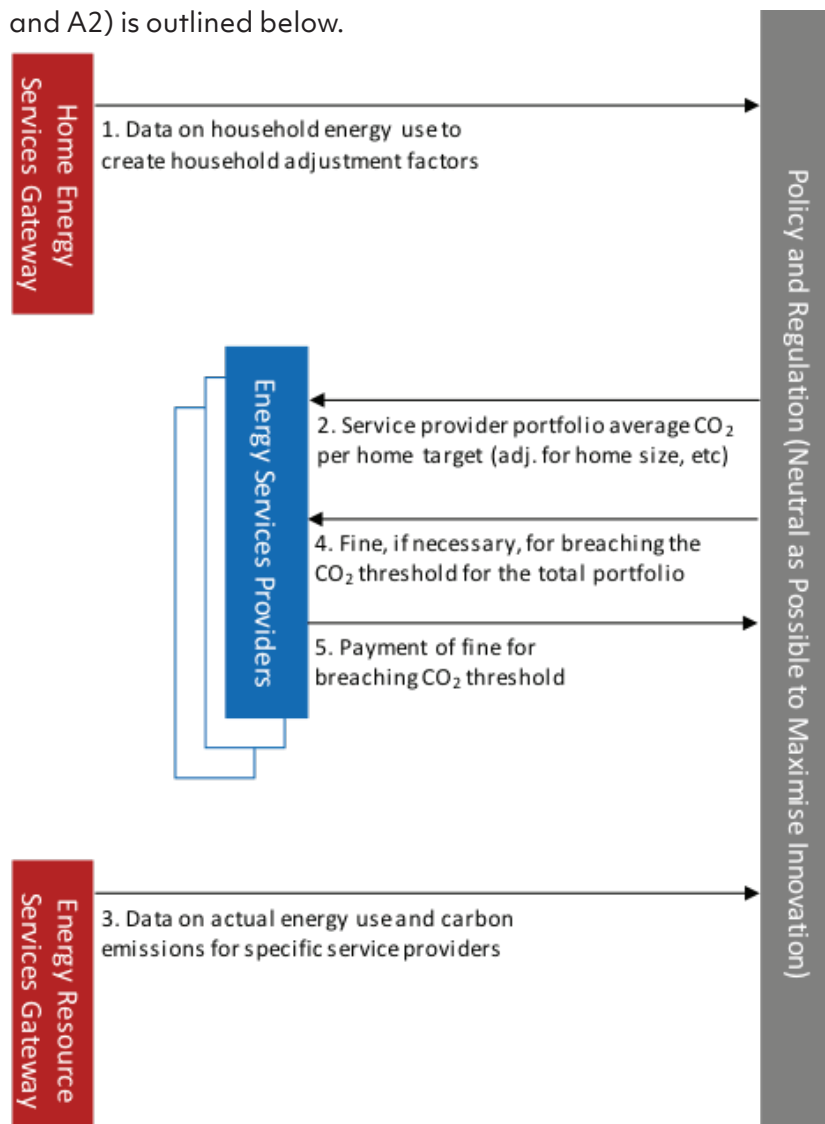 and A2) is outlined below.
Home Energy
Services Gateway
1. Data on household energy use to
create household adjustment factors
Policy and Regulation (Neutral as Possible to Maximise Innovation)
Energy Services Providers
2. Service provider portfolio average CO₂
per home target (adj. for home size, etc)
4. Fine, if necessary, for breaching the
CO₂ threshold for the total portfolio
5. Payment of fine for
breaching CO₂ threshold
Energy Resource
Services Gateway
3. Data on actual energy use and carbon
emissions for specific service providers